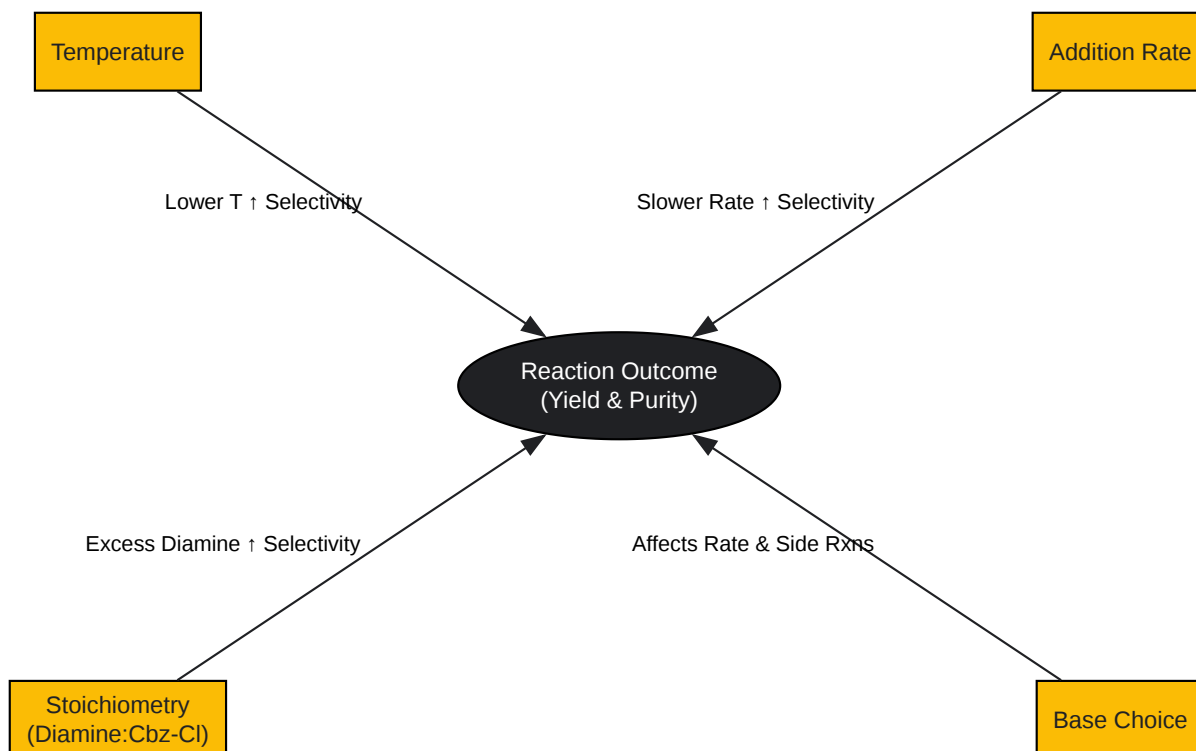 Temperature
Addition Rate
Lower T ↑ Selectivity
Slower Rate ↑ Selectivity
Reaction Outcome
(Yield & Purity)
Excess Diamine ↑ Selectivity
Affects Rate & Side Rxns
Stoichiometry
(Diamine:Cbz-Cl)
Base Choice